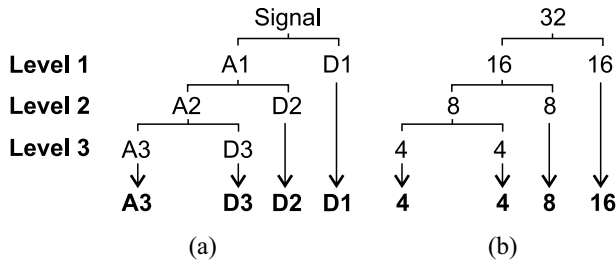 Signal 32
Level 1 A1 D1 16 16
Level 2 A2 D2 8 8
Level 3 A3 D3 4 4
A3 D3 D2 D1 4 4 8 16
(a) (b)